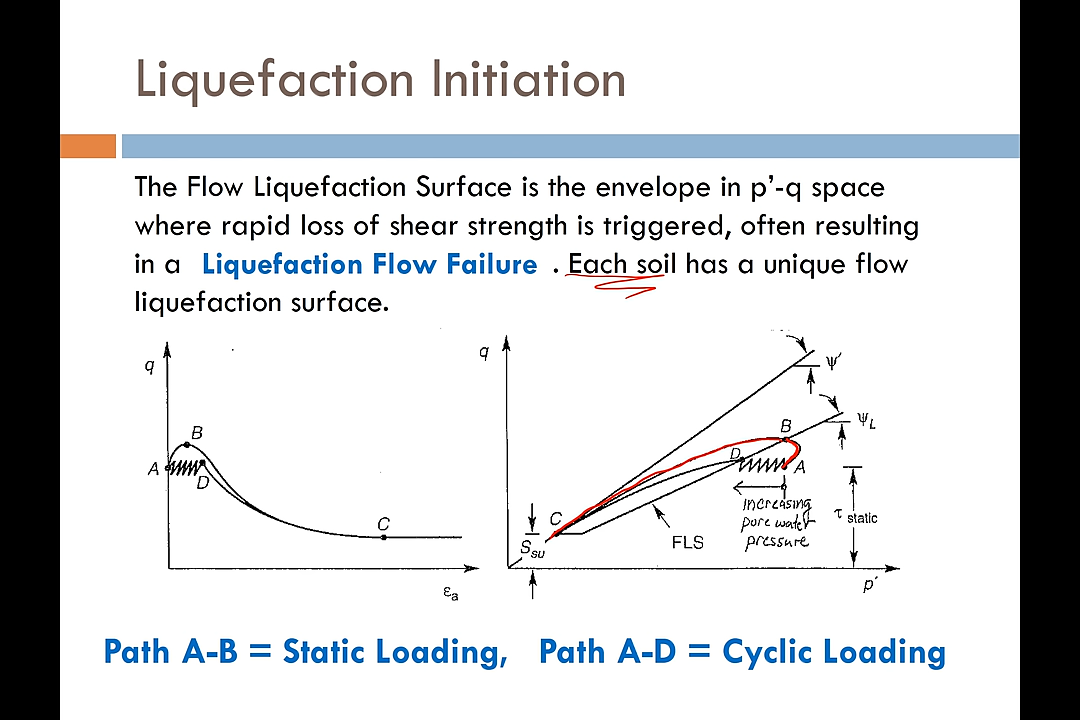 Liquefaction Initiation
The Flow Liquefaction Surface is the envelope in p’-q space
where rapid loss of shear strength is triggered, often resulting
in a Liquefaction Flow Failure . Each soil has a unique flow
liquefaction surface.
q
B
A
D
C
εa
q
ψ'
ψL
B
D
A
increasing
pore water
pressure
τ static
C
Ssu
FLS
p'
Path A-B = Static Loading, Path A-D = Cyclic Loading